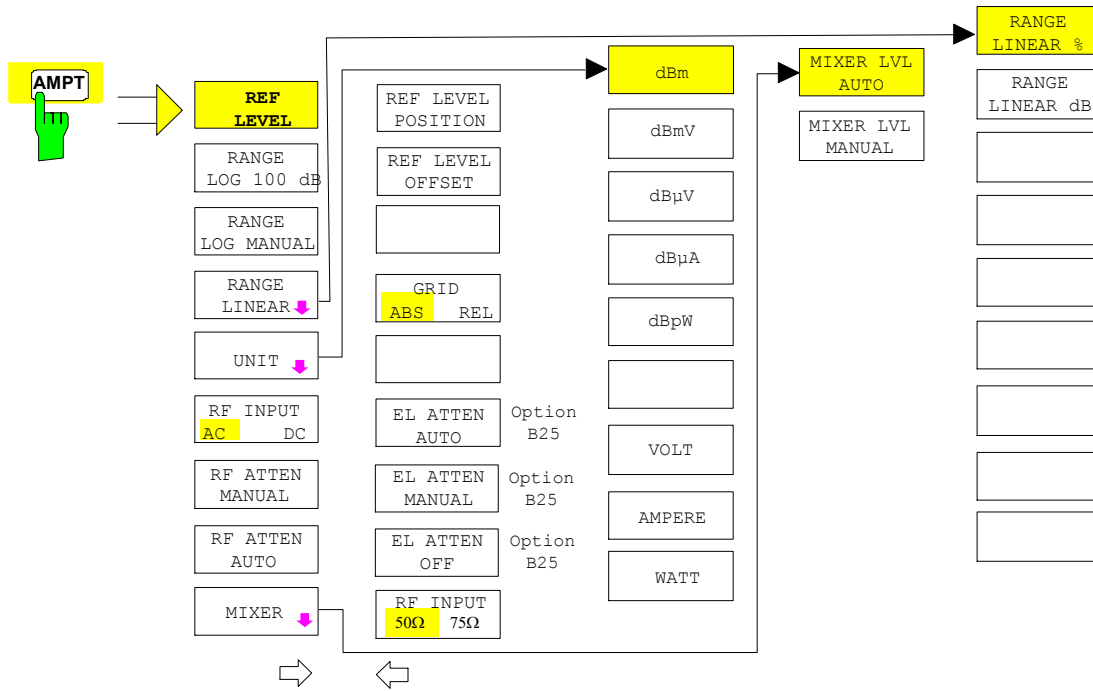 AMPT
REF
LEVEL
RANGE
LOG 100 dB
RANGE
LOG MANUAL
RANGE
LINEAR
UNIT
RF INPUT
AC DC
RF ATTEN
MANUAL
RF ATTEN
AUTO
MIXER
REF LEVEL
POSITION
REF LEVEL
OFFSET
GRID
ABS REL
EL ATTEN
AUTO
Option
B25
EL ATTEN
MANUAL
Option
B25
EL ATTEN
OFF
Option
B25
RF INPUT
50Ω 75Ω
dBm
dBmV
dBµV
dBµA
dBpW
VOLT
AMPERE
WATT
MIXER LVL
AUTO
MIXER LVL
MANUAL
RANGE
LINEAR %
RANGE
LINEAR dB